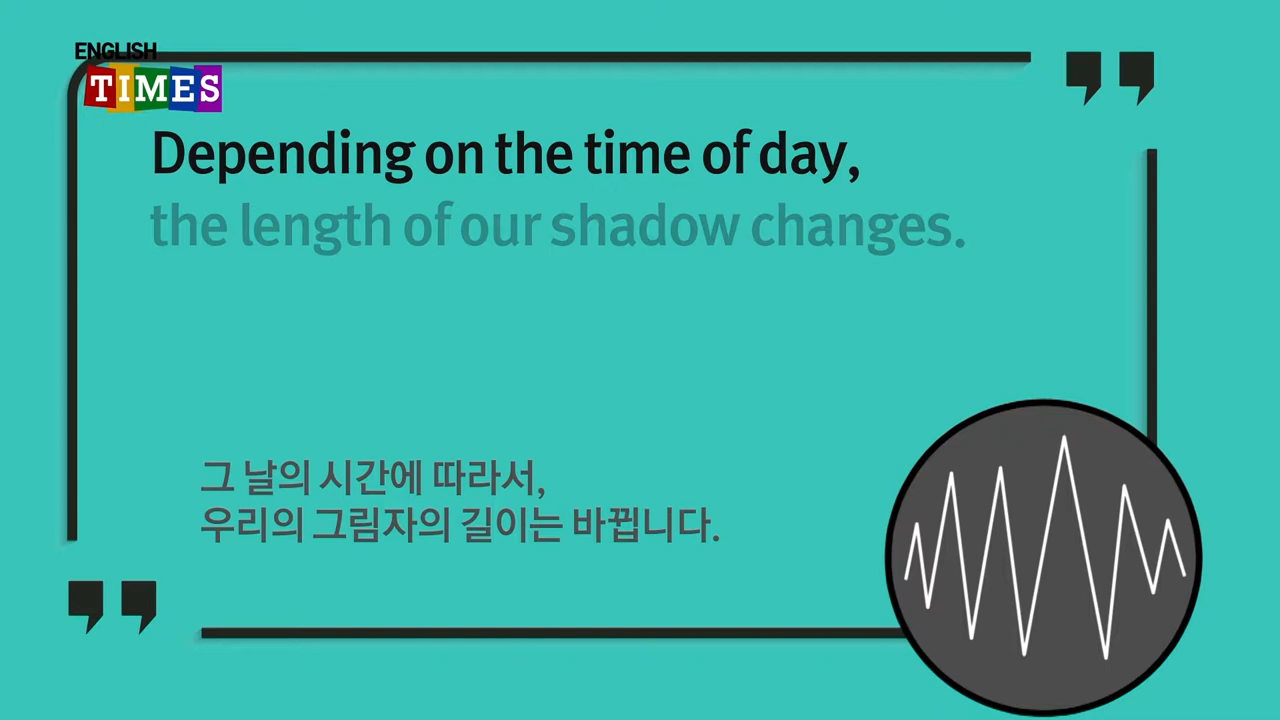 ENGLISH
TIMES
Depending on the time of day,
the length of our shadow changes.
그 날의 시간에 따라서,
우리의 그림자의 길이는 바뀝니다.